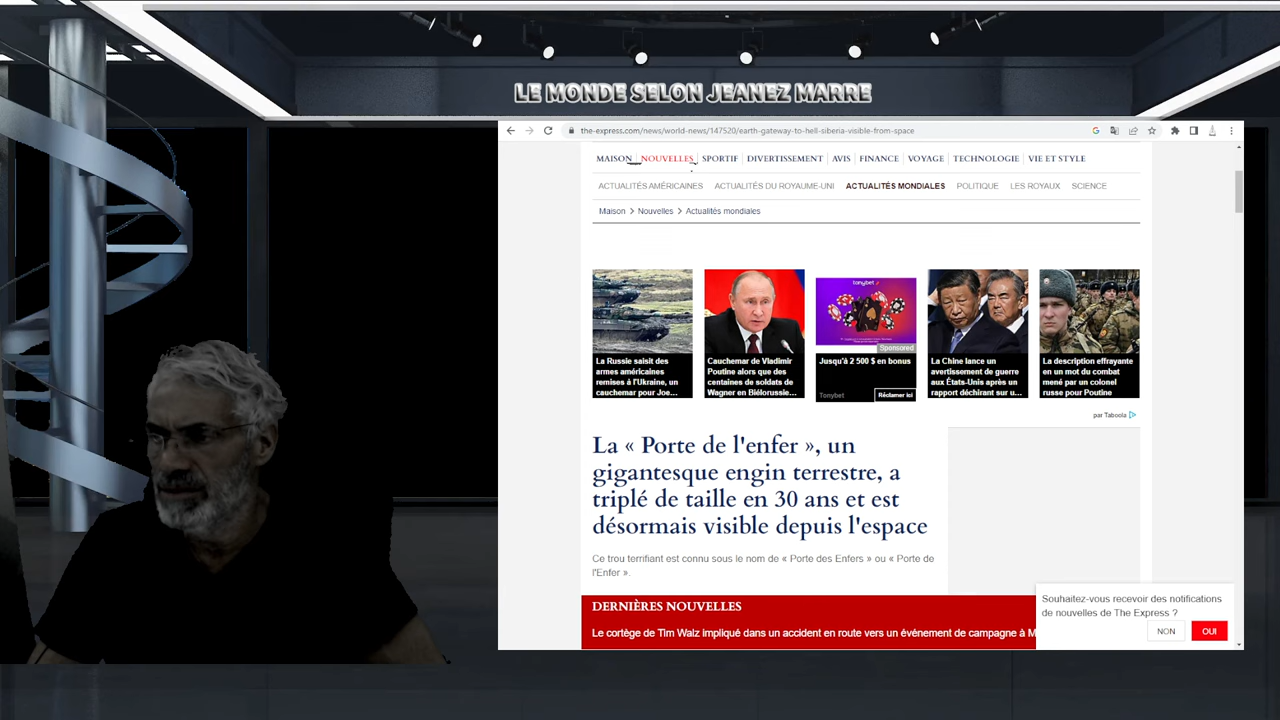 LE MONDE SELON JEANEZ MARRE
the-express.com/news/world-news/147520/earth-gateway-to-hell-siberia-visible-from-space
MAISON NOUVELLES SPORTIF DIVERTISSEMENT AVIS FINANCE VOYAGE TECHNOLOGIE VIE ET STYLE
ACTUALITÉS AMÉRICAINES ACTUALITÉS DU ROYAUME-UNI ACTUALITÉS MONDIALES POLITIQUE LES ROYAUX SCIENCE
Maison > Nouvelles > Actualités mondiales
La Russie saisit des
armes américaines
remises à l'Ukraine, un
cauchemar pour Joe...
Cauchemar de Vladimir
Poutine alors que des
centaines de soldats de
Wagner en Biélorussie...
tonybet
Sponsored
Jusqu'à 2 500 $ en bonus
Tonybet
Réclamer ici
La Chine lance un
avertissement de guerre
aux États-Unis après un
rapport déchirant sur u...
La description effrayante
en un mot du combat
mené par un colonel
russe pour Poutine
par Taboola
La « Porte de l'enfer », un
gigantesque engin terrestre, a
triplé de taille en 30 ans et est
désormais visible depuis l'espace
Ce trou terrifiant est connu sous le nom de « Porte des Enfers » ou « Porte de
l'Enfer ».
DERNIÈRES NOUVELLES
Le cortège de Tim Walz impliqué dans un accident en route vers un événement de campagne à M
Souhaitez-vous recevoir des notifications
de nouvelles de The Express ?
NON OUI